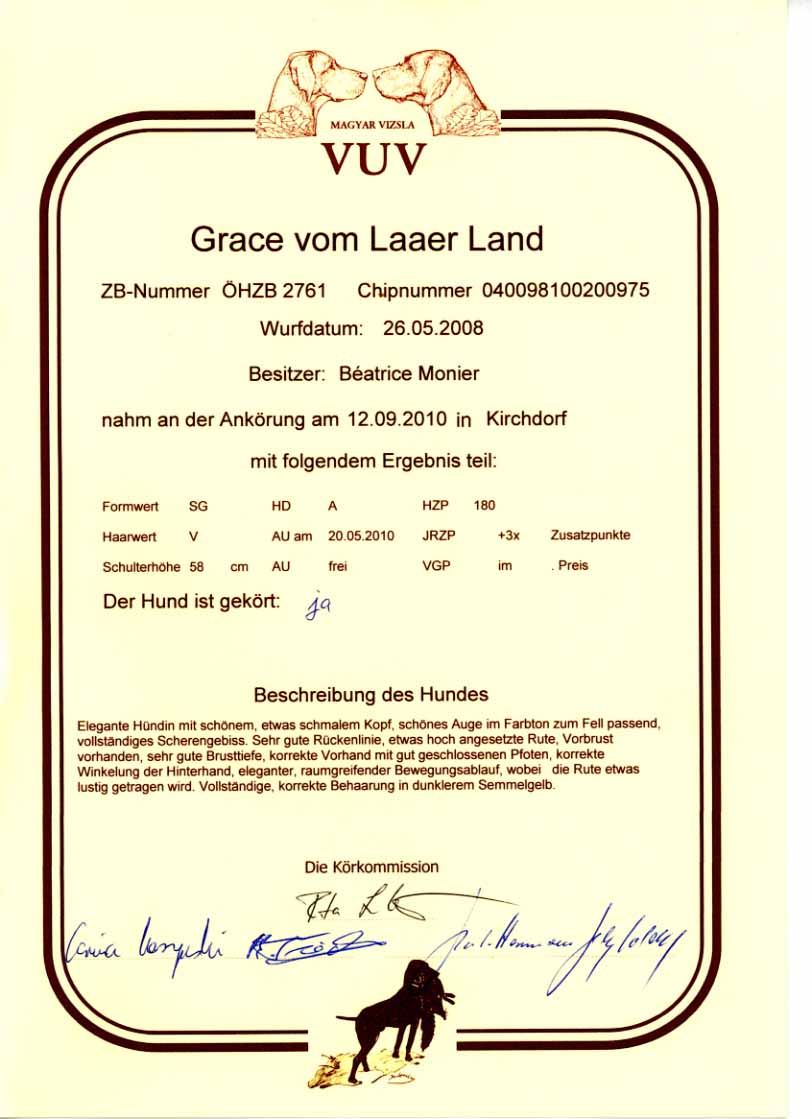 MAGYAR VIZSLA
VUV
Grace vom Laaer Land
ZB-Nummer ÖHZB 2761 Chipnummer 040098100200975
Wurfdatum: 26.05.2008
Besitzer: Béatrice Monier
nahm an der Ankörung am 12.09.2010 in Kirchdorf
mit folgendem Ergebnis teil:
Formwert SG HD A HZP 180
Haarwert V AU am 20.05.2010 JRZP +3x Zusatzpunkte
Schulterhöhe 58 cm AU frei VGP im . Preis
Der Hund ist gekört: ja
Beschreibung des Hundes
Elegante Hündin mit schönem, etwas schmalem Kopf, schönes Auge im Farbton zum Fell passend,
vollständiges Scherengebiss. Sehr gute Rückenlinie, etwas hoch angesetzte Rute, Vorbrust
vorhanden, sehr gute Brusttiefe, korrekte Vorhand mit gut geschlossenen Pfoten, korrekte
Winkelung der Hinterhand, eleganter, raumgreifender Bewegungsablauf, wobei die Rute etwas
lustig getragen wird. Vollständige, korrekte Behaarung in dunklerem Semmelgelb.
Die Körkommission